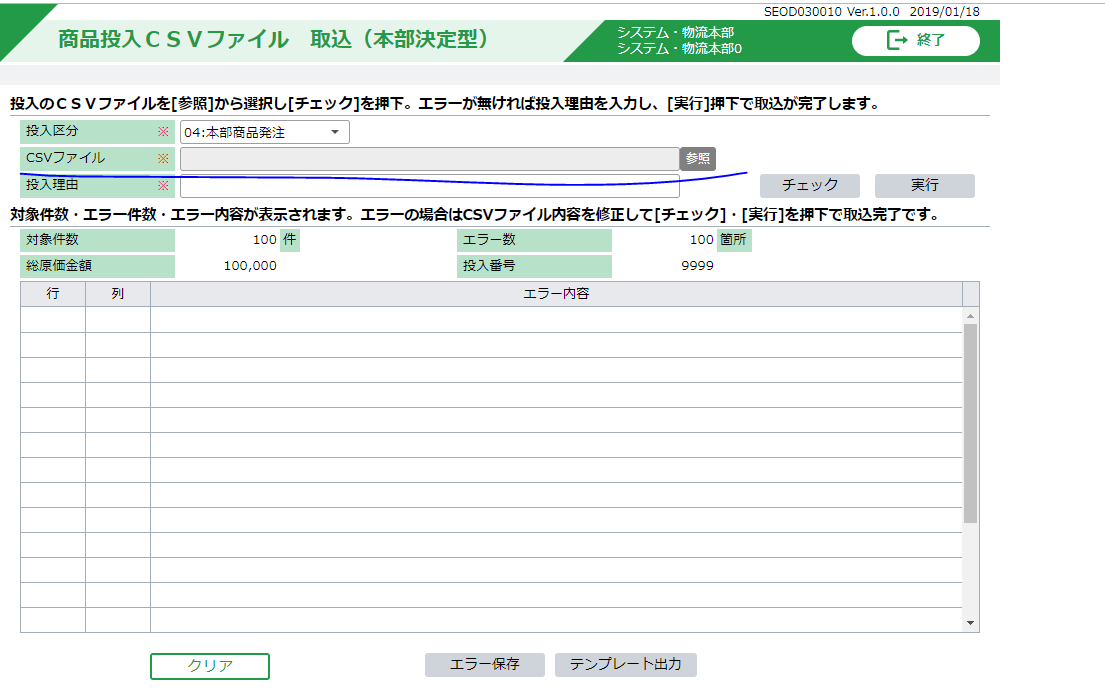 SEOD030010 Ver.1.0.0 2019/01/18
商品投入ＣＳＶファイル　取込（本部決定型）
システム・物流本部
システム・物流本部0
終了
投入のＣＳＶファイルを[参照]から選択し[チェック]を押下。エラーが無ければ投入理由を入力し、[実行]押下で取込が完了します。
投入区分 ※ 04:本部商品発注
CSVファイル ※ 参照
投入理由 ※ チェック 実行
対象件数・エラー件数・エラー内容が表示されます。エラーの場合はCSVファイル内容を修正して[チェック]・[実行]を押下で取込完了です。
対象件数 100 件 エラー数 100 箇所
総原価金額 100,000 投入番号 9999
行 列 エラー内容
クリア エラー保存 テンプレート出力